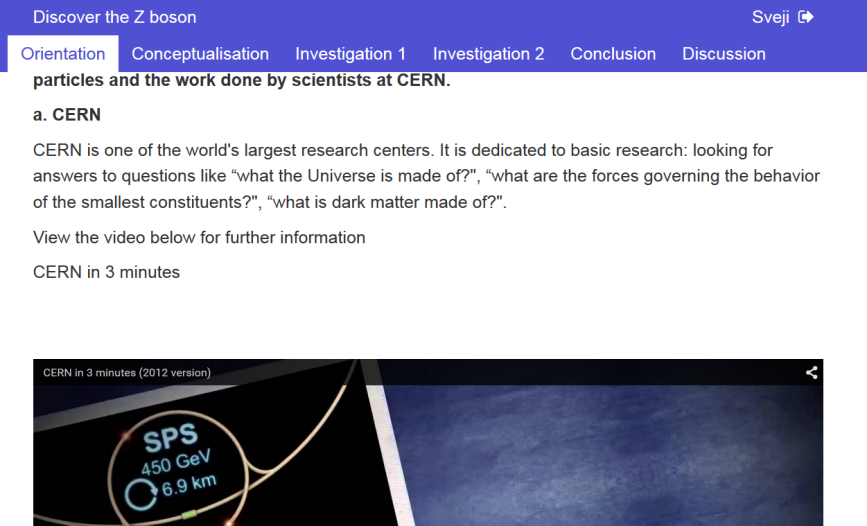 Discover the Z boson
Sveji
Orientation Conceptualisation Investigation 1 Investigation 2 Conclusion Discussion
particles and the work done by scientists at CERN.
a. CERN
CERN is one of the world's largest research centers. It is dedicated to basic research: looking for
answers to questions like “what the Universe is made of?", “what are the forces governing the behavior
of the smallest constituents?", “what is dark matter made of?".
View the video below for further information
CERN in 3 minutes
CERN in 3 minutes (2012 version)
SPS
450 GeV
6.9 km